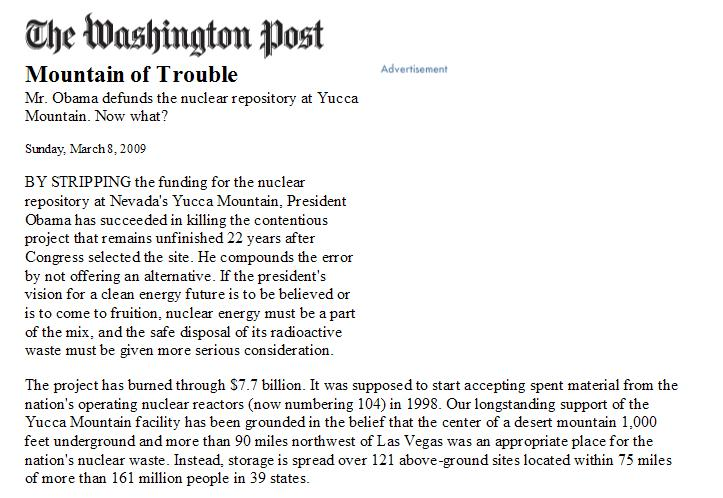 The Washington Post
Mountain of Trouble
Advertisement
Mr. Obama defunds the nuclear repository at Yucca
Mountain. Now what?
Sunday, March 8, 2009
BY STRIPPING the funding for the nuclear
repository at Nevada's Yucca Mountain, President
Obama has succeeded in killing the contentious
project that remains unfinished 22 years after
Congress selected the site. He compounds the error
by not offering an alternative. If the president's
vision for a clean energy future is to be believed or
is to come to fruition, nuclear energy must be a part
of the mix, and the safe disposal of its radioactive
waste must be given more serious consideration.
The project has burned through $7.7 billion. It was supposed to start accepting spent material from the
nation's operating nuclear reactors (now numbering 104) in 1998. Our longstanding support of the
Yucca Mountain facility has been grounded in the belief that the center of a desert mountain 1,000
feet underground and more than 90 miles northwest of Las Vegas was an appropriate place for the
nation's nuclear waste. Instead, storage is spread over 121 above-ground sites located within 75 miles
of more than 161 million people in 39 states.